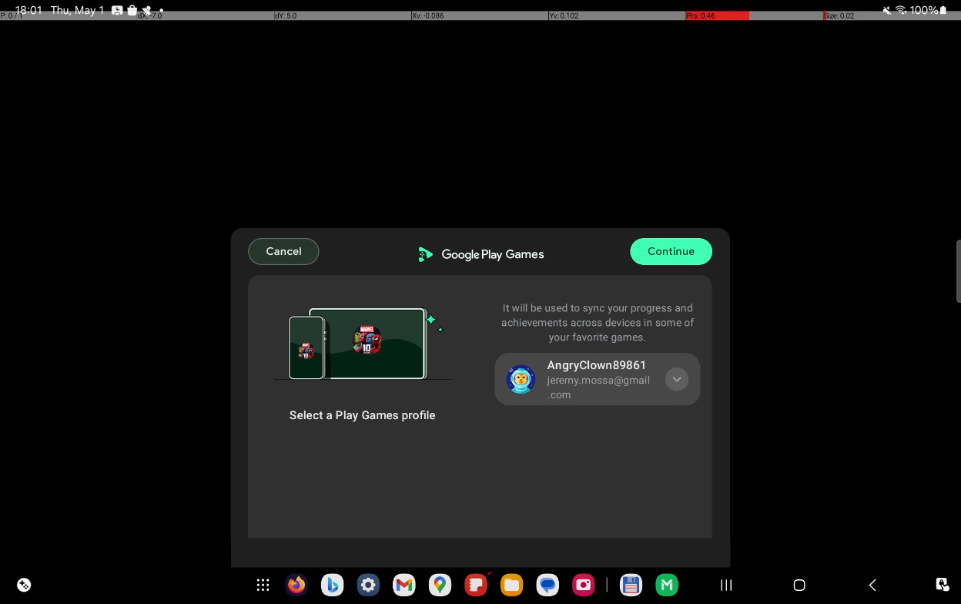 18:01 Thu, May 1 100%
P: 0 / 1 dX: -7.0 dY: 5.0 Xv: -0.086 Yv: 0.102 Prs: 0.46 Size: 0.02
Cancel
Google Play Games
Continue
It will be used to sync your progress and
achievements across devices in some of
your favorite games.
MARVEL
10
AngryClown89861
jeremy.mossa@gmail
.com
Select a Play Games profile